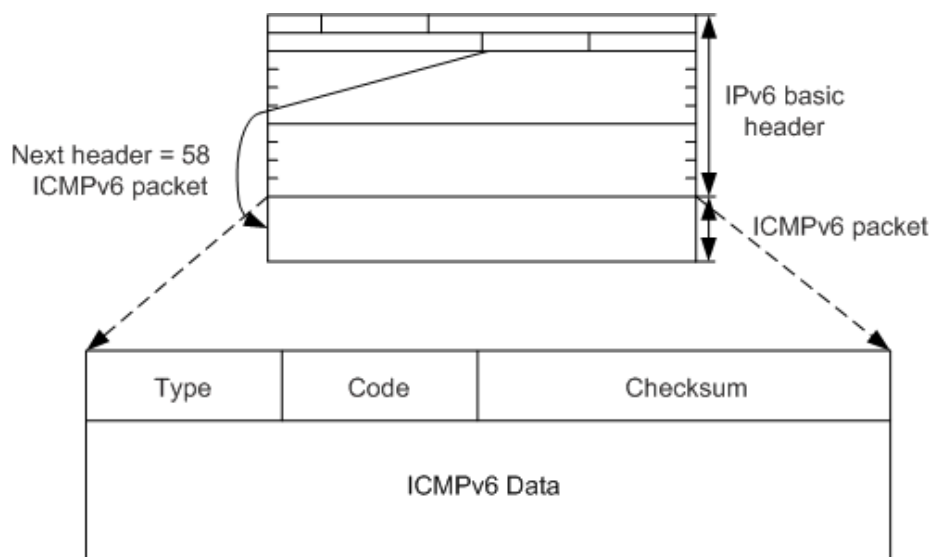 IPv6 basic
header
Next header = 58
ICMPv6 packet
ICMPv6 packet
Type
Code
Checksum
ICMPv6 Data